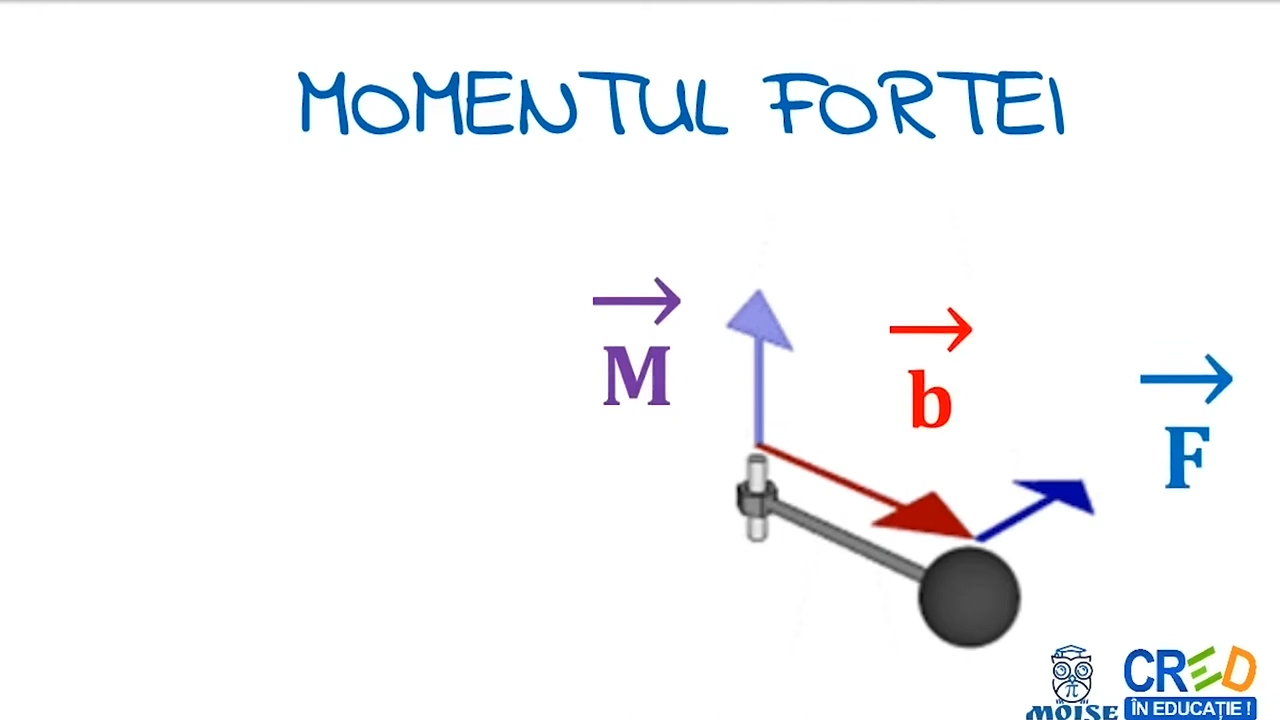 MOMENTUL FORTEI
M
b
F
π
MOISE
CRED
ÎN EDUCAȚIE !